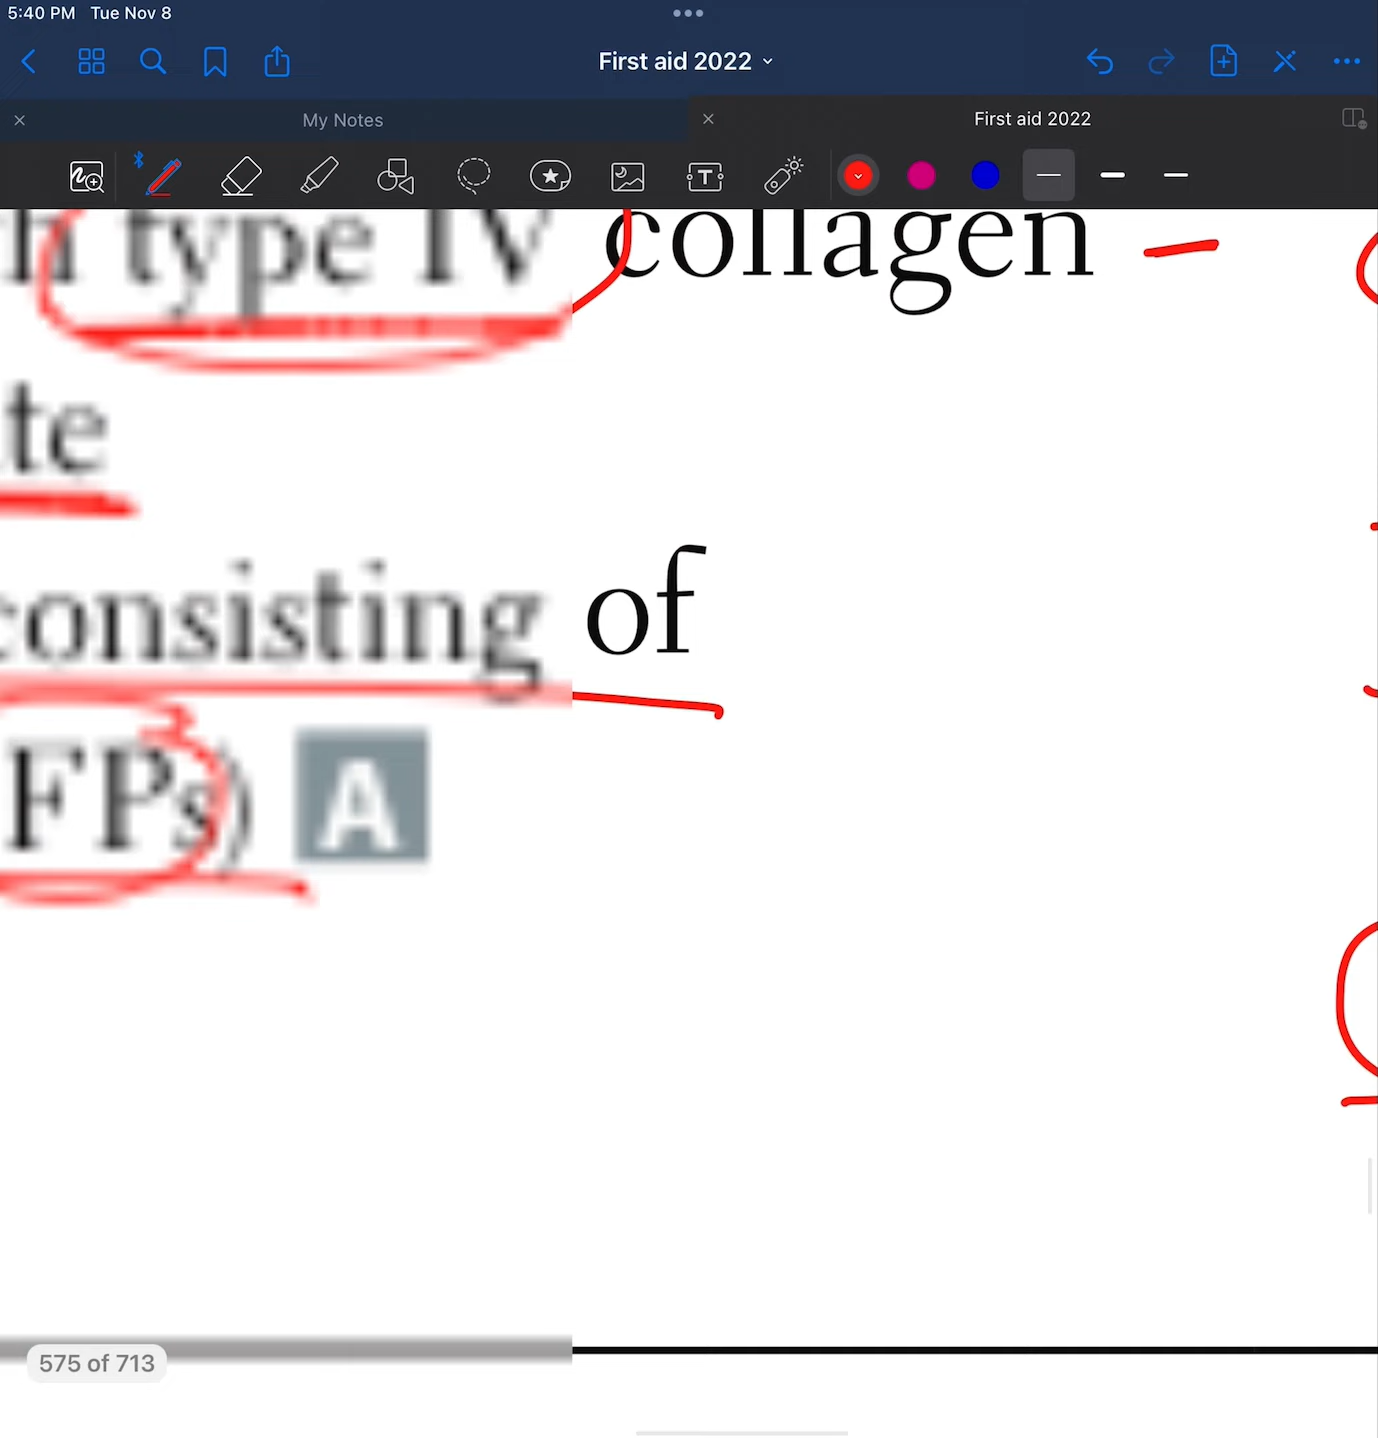 5:40 PM Tue Nov 8
First aid 2022
My Notes
First aid 2022
h type IV collagen
te
consisting of
FPs) A
575 of 713